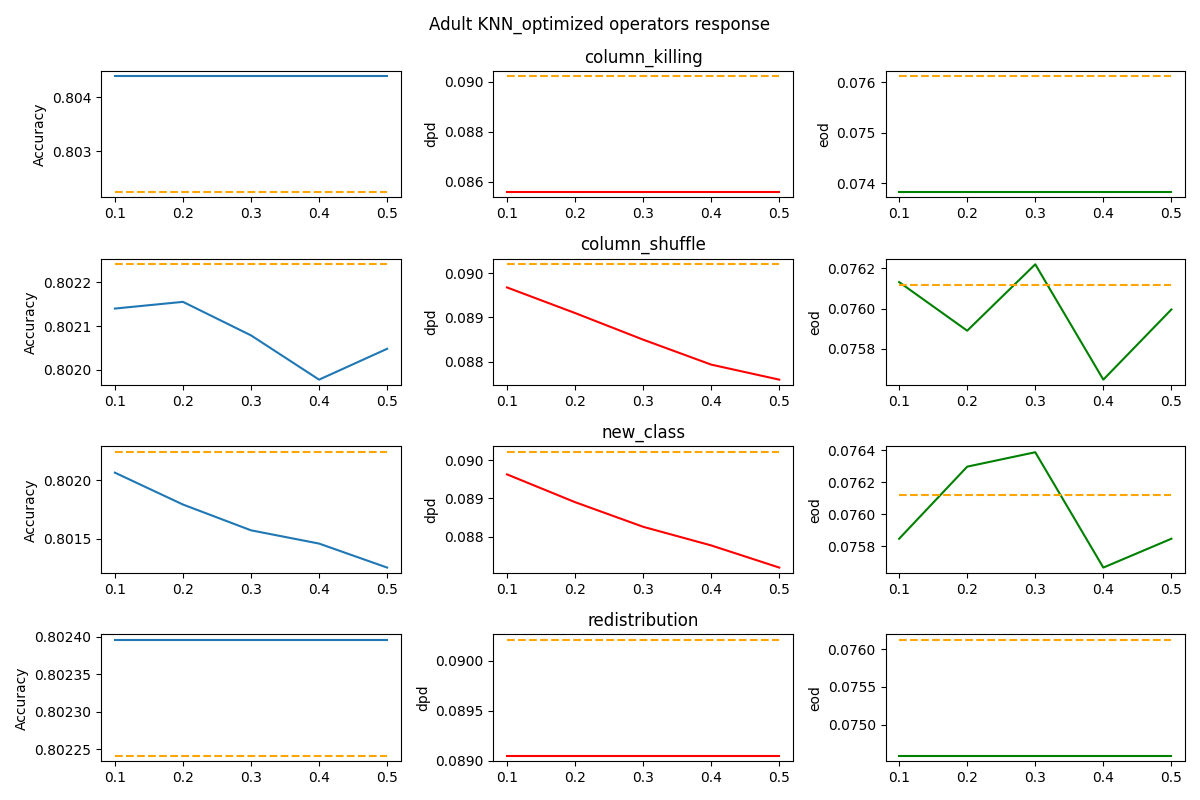 Adult KNN_optimized operators response
column_killing
Accuracy
0.804
0.803
0.1 0.2 0.3 0.4 0.5
dpd
0.090
0.088
0.086
0.1 0.2 0.3 0.4 0.5
eod
0.076
0.075
0.074
0.1 0.2 0.3 0.4 0.5
column_shuffle
Accuracy
0.8022
0.8021
0.8020
0.1 0.2 0.3 0.4 0.5
dpd
0.090
0.089
0.088
0.1 0.2 0.3 0.4 0.5
eod
0.0762
0.0760
0.0758
0.1 0.2 0.3 0.4 0.5
new_class
Accuracy
0.8020
0.8015
0.1 0.2 0.3 0.4 0.5
dpd
0.090
0.089
0.088
0.1 0.2 0.3 0.4 0.5
eod
0.0764
0.0762
0.0760
0.0758
0.1 0.2 0.3 0.4 0.5
redistribution
Accuracy
0.80240
0.80235
0.80230
0.80225
0.1 0.2 0.3 0.4 0.5
dpd
0.0900
0.0895
0.0890
0.1 0.2 0.3 0.4 0.5
eod
0.0760
0.0755
0.0750
0.1 0.2 0.3 0.4 0.5